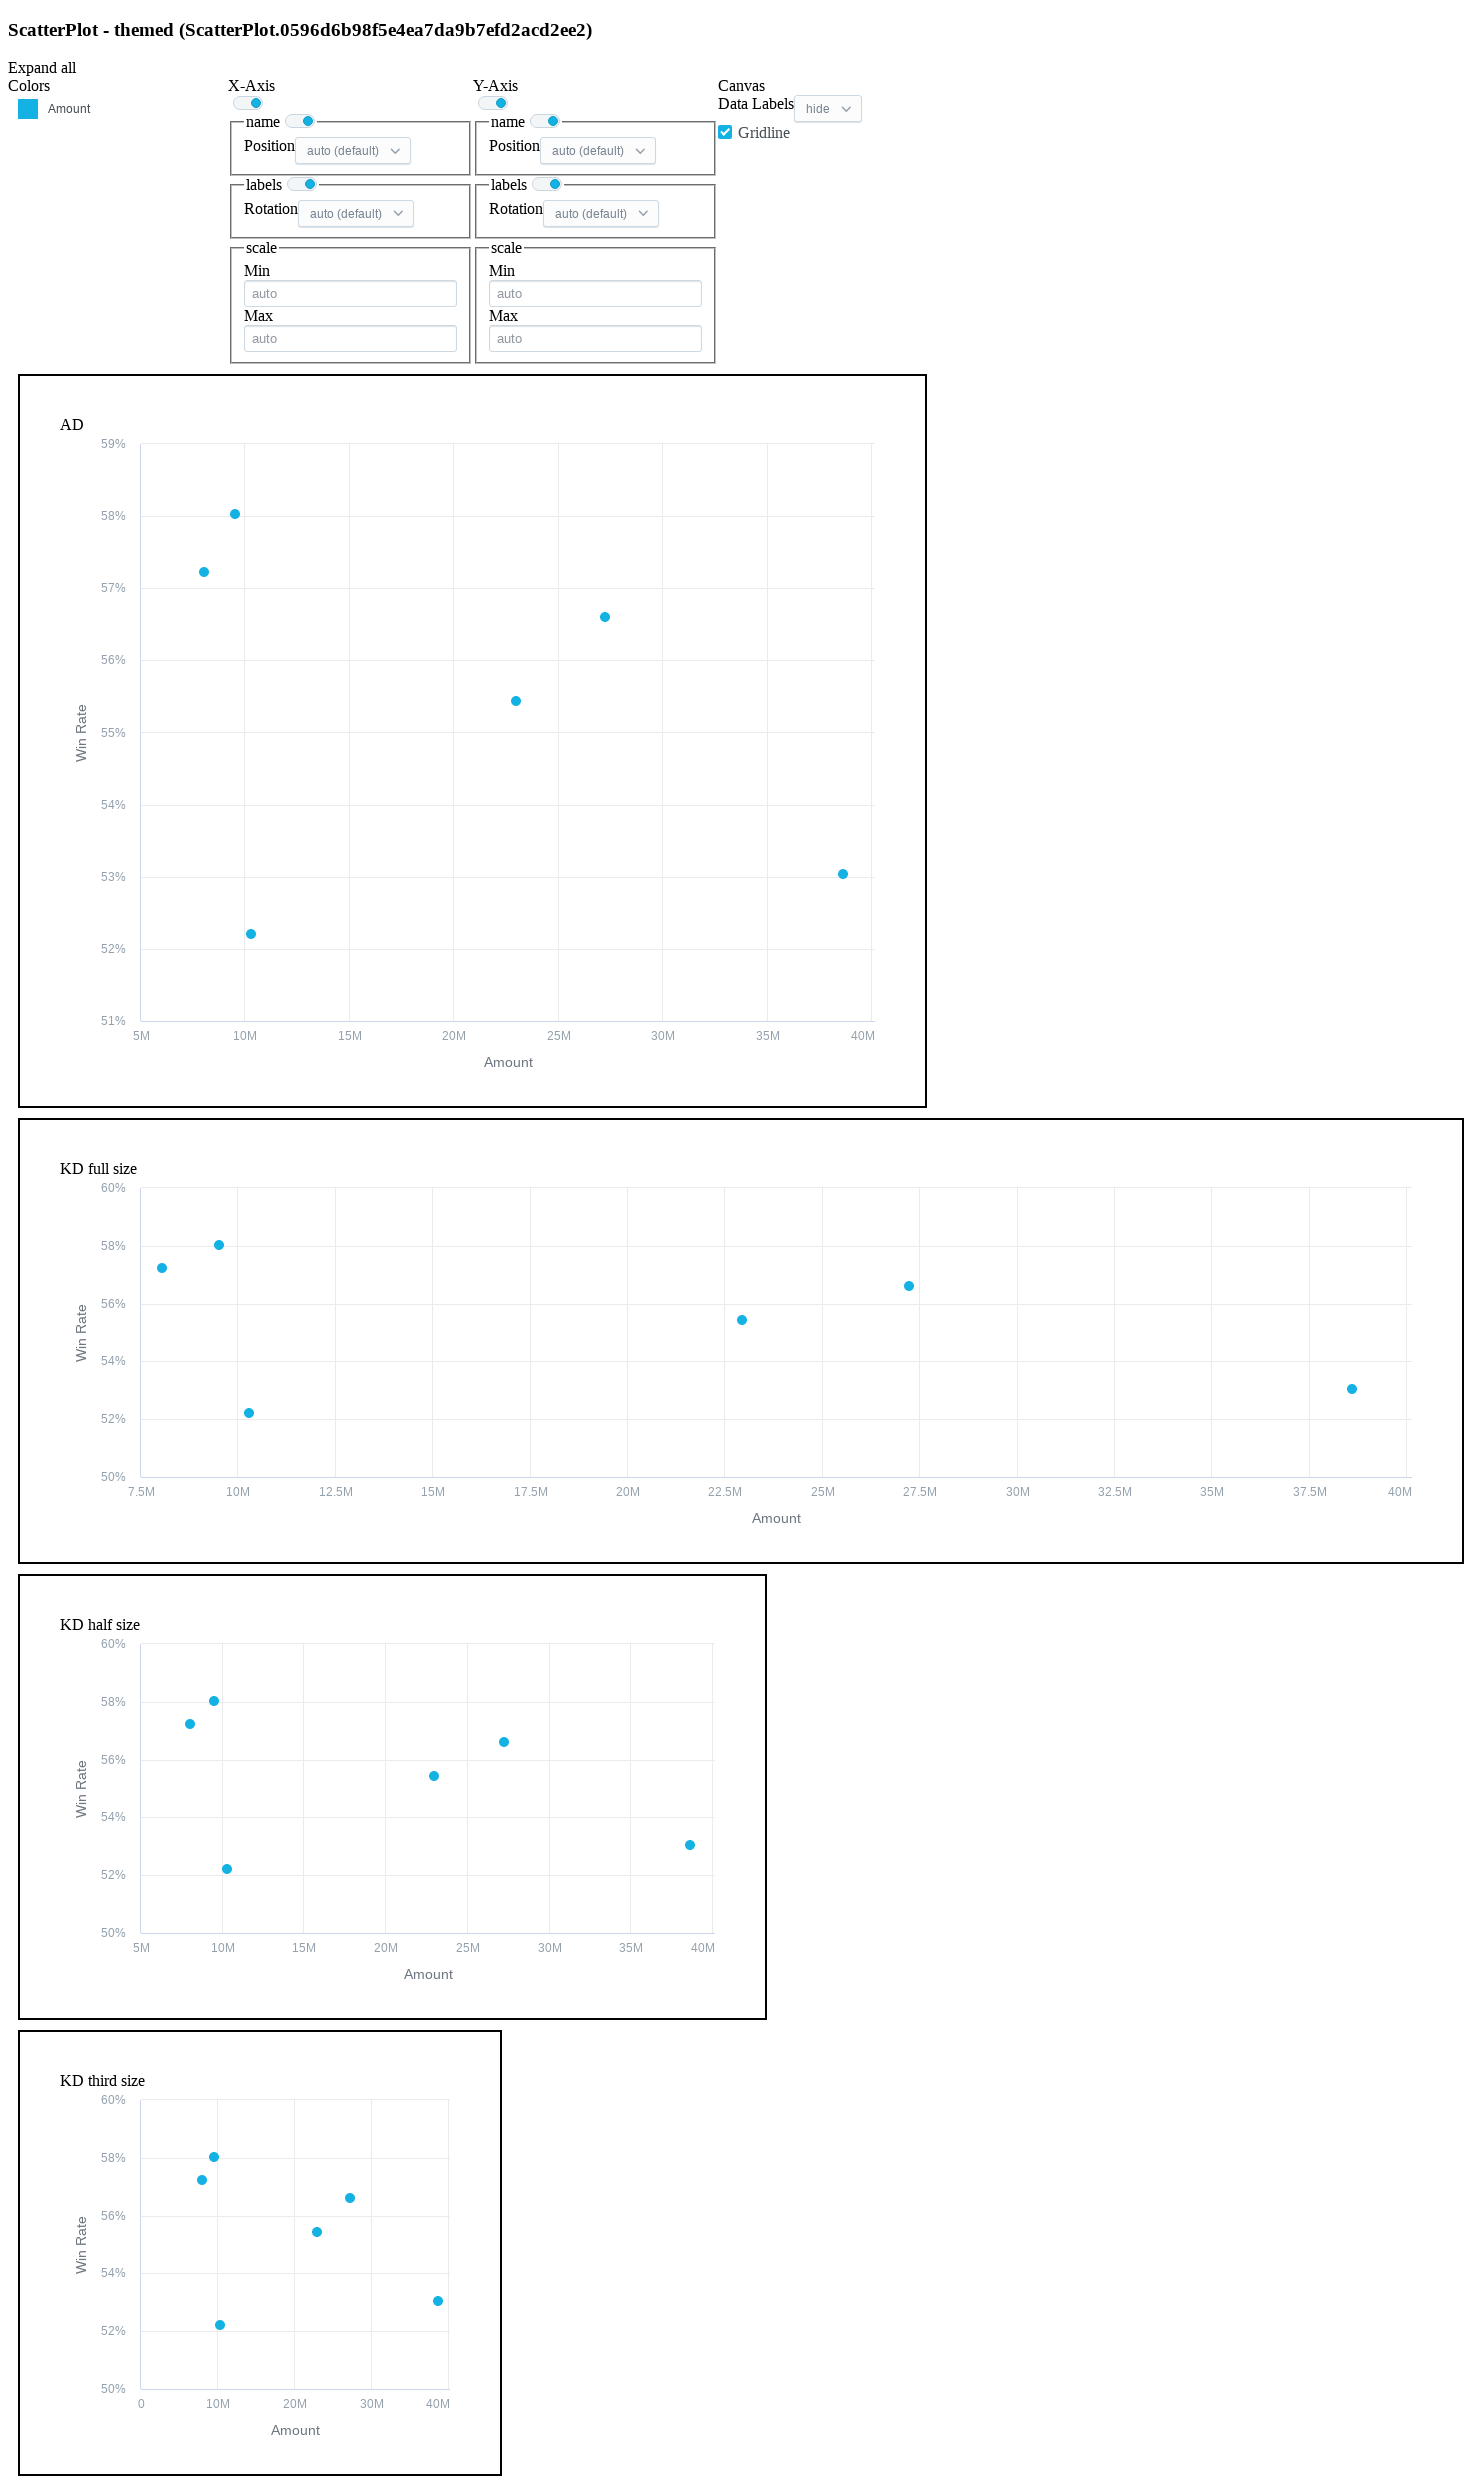 ScatterPlot - themed (ScatterPlot.0596d6b98f5e4ea7da9b7efd2acd2ee2)
Expand all
Colors
Amount
X-Axis
name
Position auto (default)
labels
Rotation auto (default)
scale
Min
auto
Max
auto
Y-Axis
name
Position auto (default)
labels
Rotation auto (default)
scale
Min
auto
Max
auto
Canvas
Data Labels hide
Gridline
AD
59%
58%
57%
56%
55%
54%
53%
52%
51%
Win Rate
5M 10M 15M 20M 25M 30M 35M 40M
Amount
KD full size
60%
58%
56%
54%
52%
50%
Win Rate
7.5M 10M 12.5M 15M 17.5M 20M 22.5M 25M 27.5M 30M 32.5M 35M 37.5M 40M
Amount
KD half size
60%
58%
56%
54%
52%
50%
Win Rate
5M 10M 15M 20M 25M 30M 35M 40M
Amount
KD third size
60%
58%
56%
54%
52%
50%
Win Rate
0 10M 20M 30M 40M
Amount